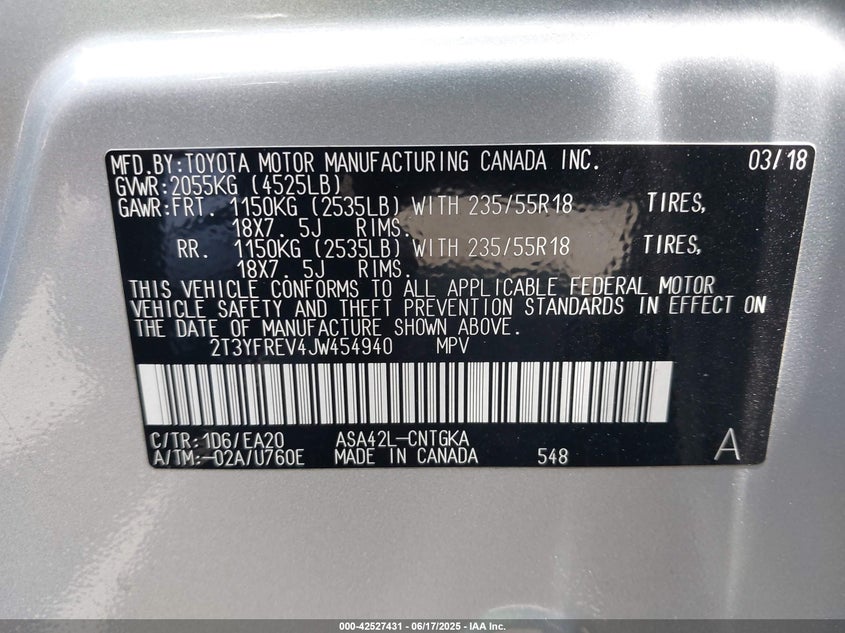 MFD.BY:TOYOTA MOTOR MANUFACTURING CANADA INC. 03/18
GVWR:2055KG (4525LB)
GAWR:FRT. 1150KG (2535LB) WITH 235/55R18 TIRES,
18X7. 5J RIMS.
RR. 1150KG (2535LB) WITH 235/55R18 TIRES,
18X7. 5J RIMS.
THIS VEHICLE CONFORMS TO ALL APPLICABLE FEDERAL MOTOR
VEHICLE SAFETY AND THEFT PREVENTION STANDARDS IN EFFECT ON
THE DATE OF MANUFACTURE SHOWN ABOVE.
2T3YFREV4JW454940 MPV
C/TR:1D6/EA20 ASA42L-CNTGKA
A/TM:-02A/U760E MADE IN CANADA 548 A
000-42527431 - 06/17/2025 - IAA Inc.